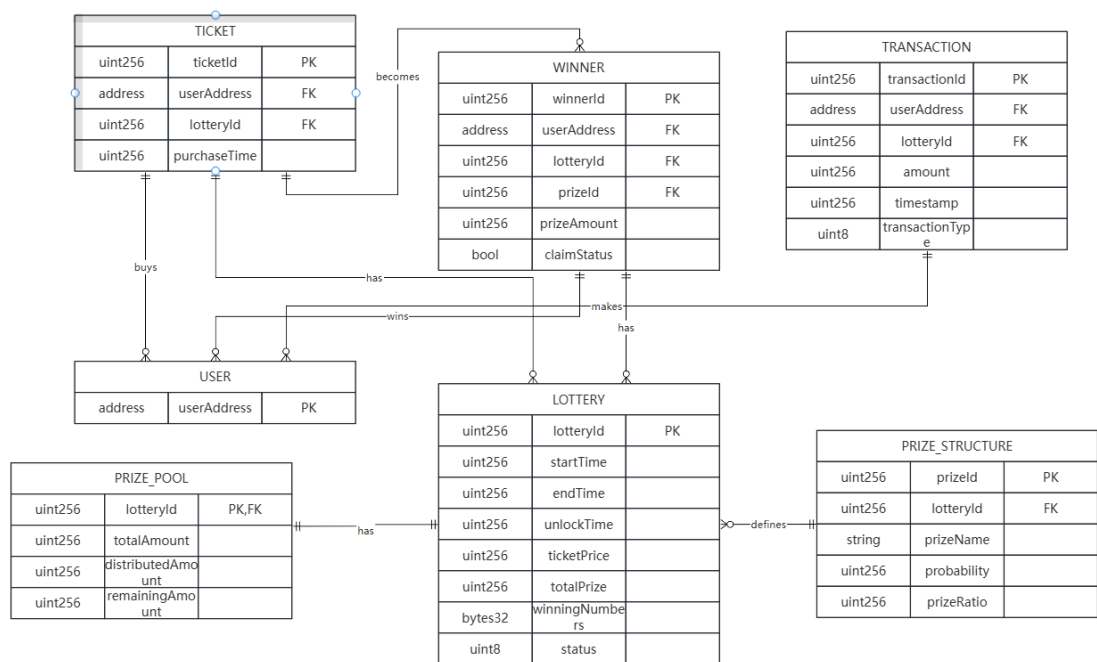 TICKET
uint256 ticketId PK
address userAddress FK
uint256 lotteryId FK
uint256 purchaseTime
becomes
WINNER
uint256 winnerId PK
address userAddress FK
uint256 lotteryId FK
uint256 prizeId FK
uint256 prizeAmount
bool claimStatus
TRANSACTION
uint256 transactionId PK
address userAddress FK
uint256 lotteryId FK
uint256 amount
uint256 timestamp
uint8 transactionTyp
e
buys
has
makes
wins
has
USER
address userAddress PK
LOTTERY
uint256 lotteryId PK
uint256 startTime
uint256 endTime
uint256 unlockTime
uint256 ticketPrice
uint256 totalPrize
bytes32 winningNumbe
rs
uint8 status
PRIZE_POOL
uint256 lotteryId PK,FK
uint256 totalAmount
uint256 distributedAmo
unt
uint256 remainingAmo
unt
has
defines
PRIZE_STRUCTURE
uint256 prizeId PK
uint256 lotteryId FK
string prizeName
uint256 probability
uint256 prizeRatio